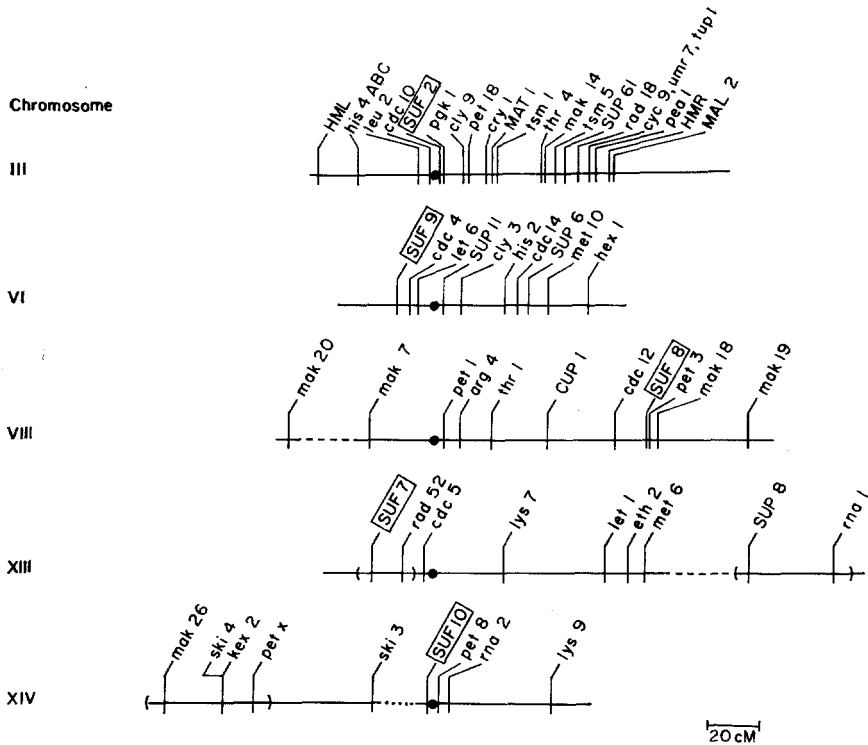 Chromosome
III
HML
his 4 ABC
leu 2
cdc 10
SUF 2
pgk 1
cly 9
pet 18
cry 1
MAT 1
tsm 1
thr 4
mak 14
tsm 5
SUP 61
rad 18
cyc 9, umr 7, tup 1
pea 1
HMR
MAL 2
VI
SUF 9
cdc 4
let 6
SUP 11
cly 3
his 2
cdc 14
SUP 6
met 10
hex 1
VIII
mak 20
mak 7
pet 1
arg 4
thr 1
CUP 1
cdc 12
SUF 8
pet 3
mak 18
mak 19
XIII
SUF 7
rad 52
cdc 5
lys 7
let 1
eth 2
met 6
SUP 8
rna 1
XIV
mak 26
ski 4
kex 2
pet x
ski 3
SUF 10
pet 8
rna 2
lys 9
20 cM